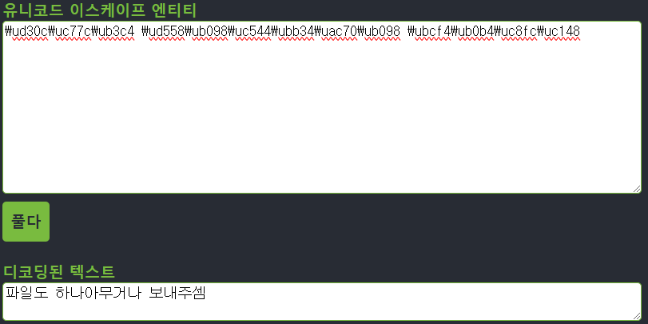 유니코드 이스케이프 엔티티
₩ud30c₩uc77c₩ub3c4 ₩ud558₩ub098₩uc544₩ubb34₩uac70₩ub098 ₩ubcf4₩ub0b4₩uc8fc₩uc148
풀다
디코딩된 텍스트
파일도 하나아무거나 보내주셈